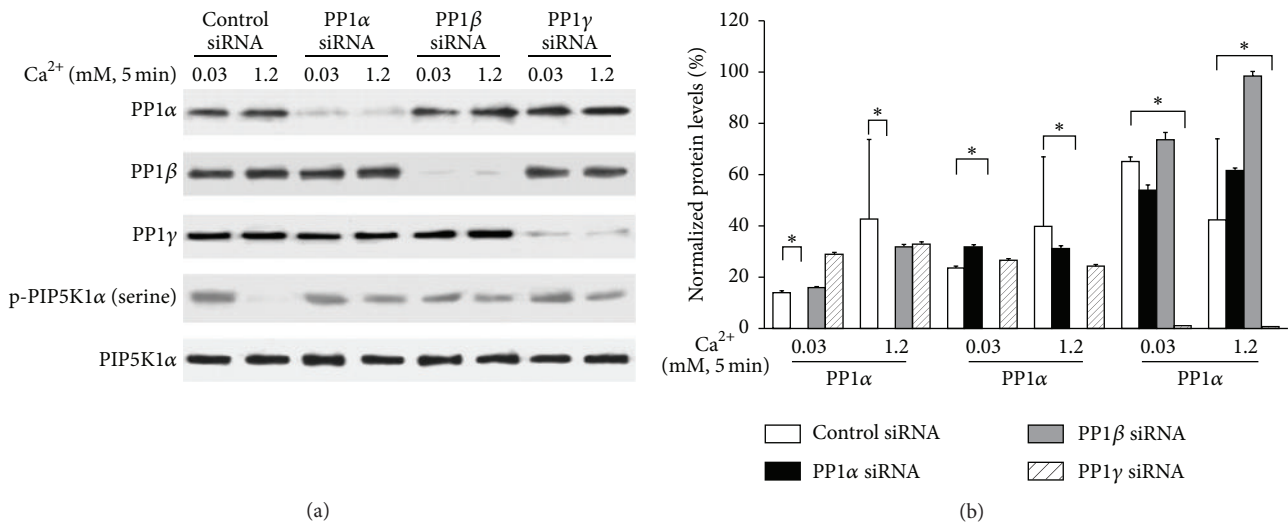 Control siRNA PP1α siRNA PP1β siRNA PP1γ siRNA
Ca2+ (mM, 5 min) 0.03 1.2 0.03 1.2 0.03 1.2 0.03 1.2
PP1α
PP1β
PP1γ
p-PIP5K1α (serine)
PIP5K1α
(a)
Normalized protein levels (%)
120
100
80
60
40
20
0
* * * * * *
Ca2+ (mM, 5 min) 0.03 1.2 0.03 1.2 0.03 1.2
PP1α PP1α PP1α
Control siRNA
PP1α siRNA
PP1β siRNA
PP1γ siRNA
(b)